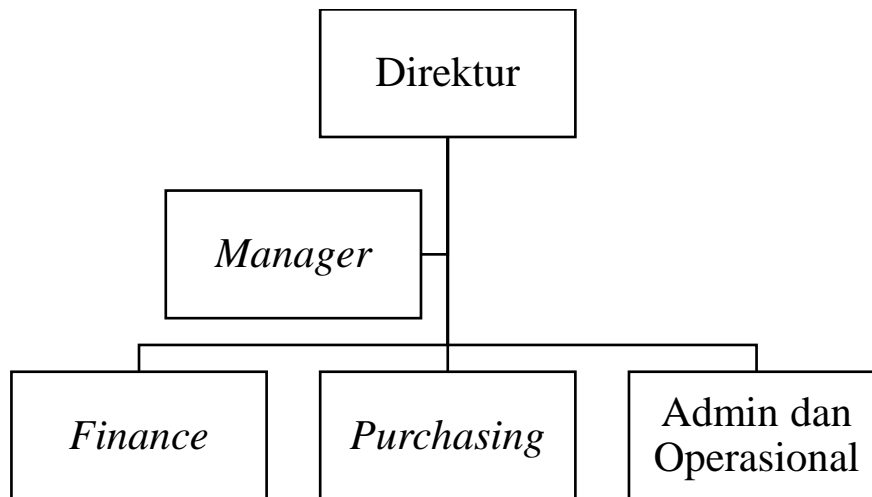 Direktur
Manager
Finance
Purchasing
Admin dan
Operasional